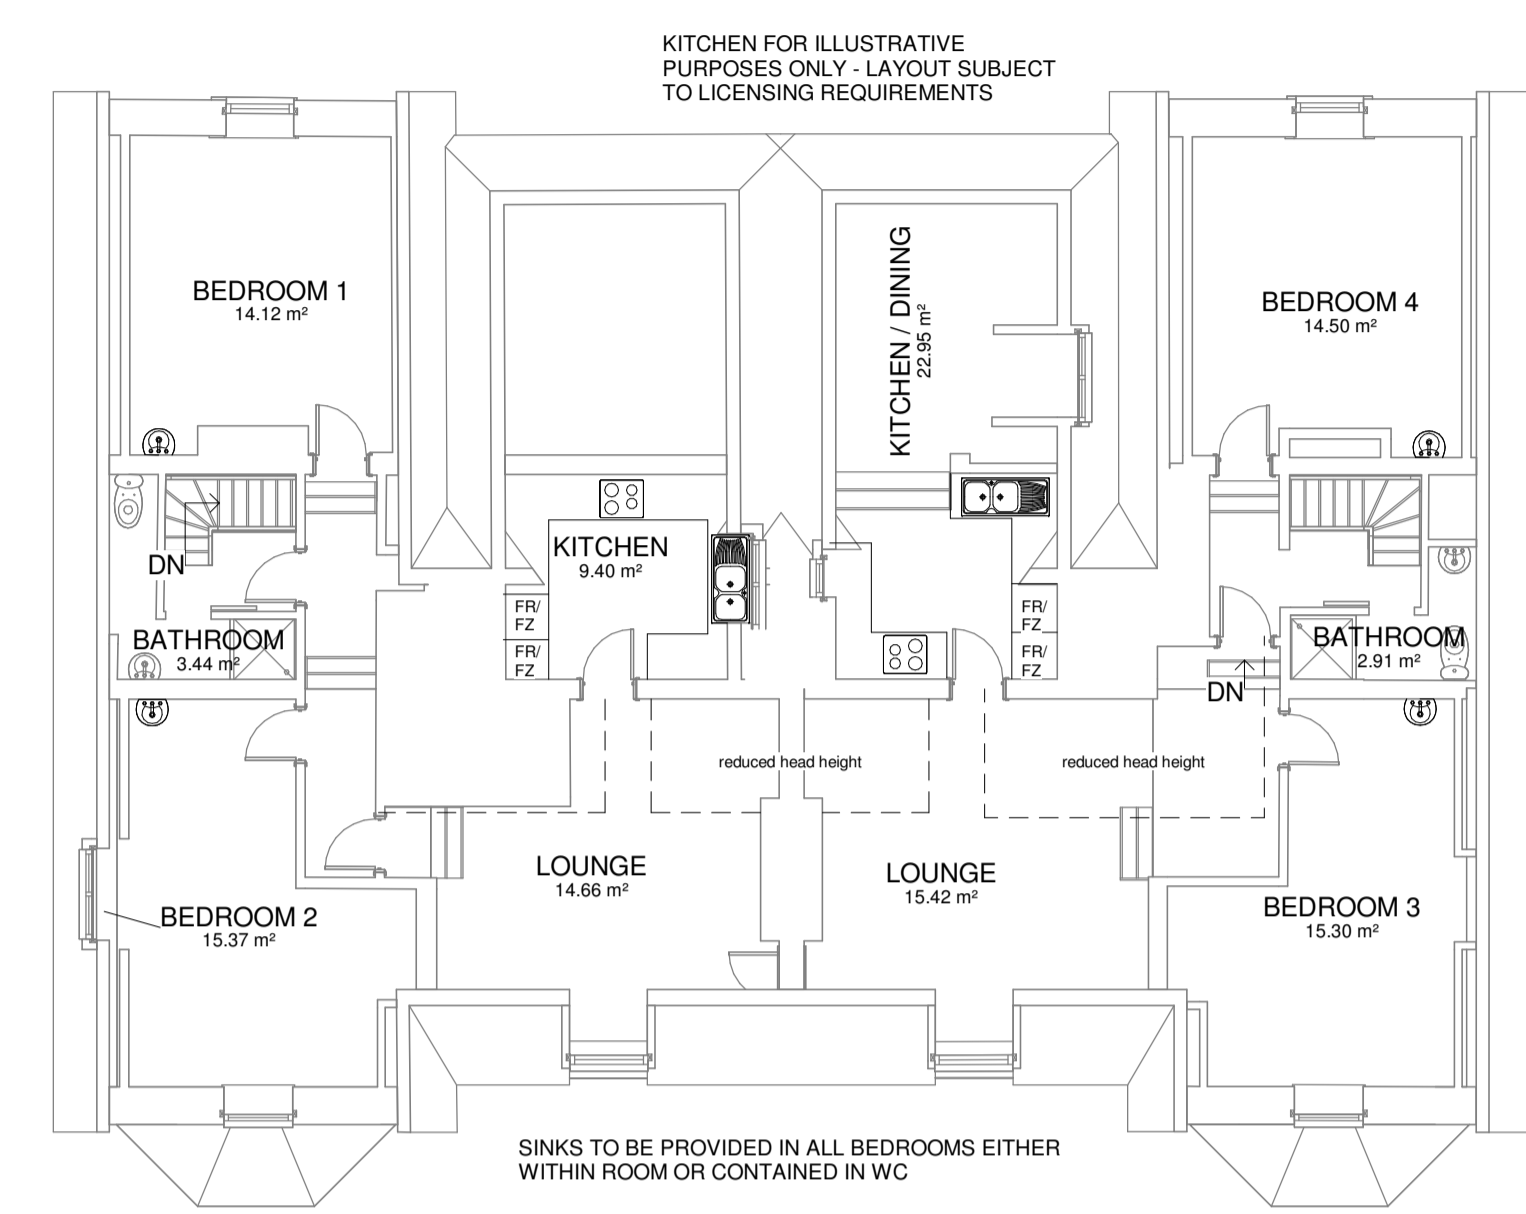 KITCHEN FOR ILLUSTRATIVE
PURPOSES ONLY - LAYOUT SUBJECT
TO LICENSING REQUIREMENTS
BEDROOM 1
14.12 m²
KITCHEN / DINING
22.95 m²
BEDROOM 4
14.50 m²
DN
KITCHEN
9.40 m²
FR/
FZ
FR/
FZ
FR/
FZ
FR/
FZ
BATHROOM
3.44 m²
BATHROOM
2.91 m²
DN
reduced head height
reduced head height
LOUNGE
14.66 m²
LOUNGE
15.42 m²
BEDROOM 2
15.37 m²
BEDROOM 3
15.30 m²
SINKS TO BE PROVIDED IN ALL BEDROOMS EITHER
WITHIN ROOM OR CONTAINED IN WC